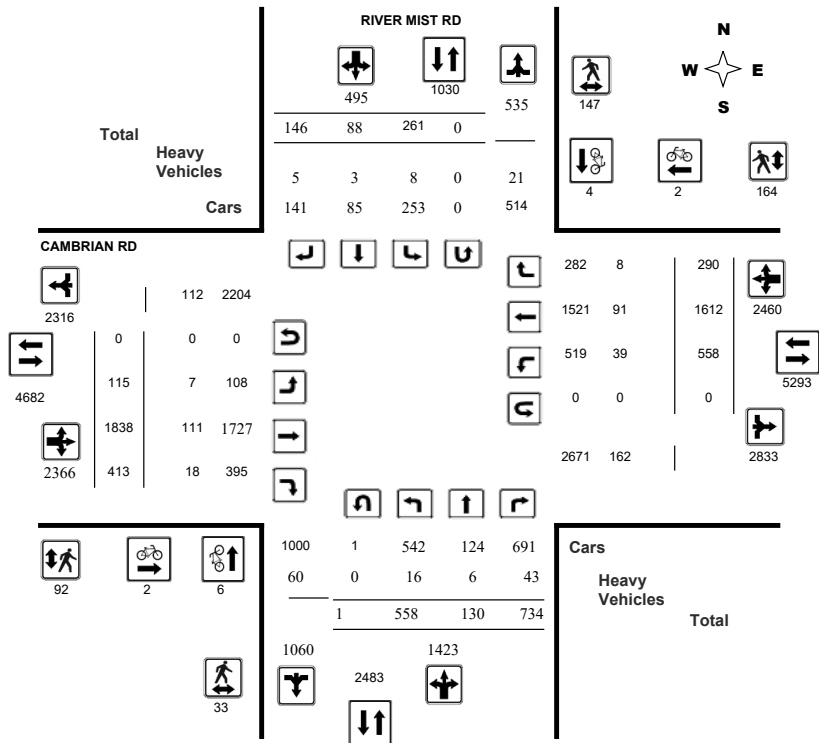 RIVER MIST RD
N
W E
S
495
1030
535
147
146 88 261 0
Total
Heavy
Vehicles
5 3 8 0 21
Cars
141 85 253 0 514
4
2
164
CAMBRIAN RD
282 8 290
112 2204
2316
1521 91 1612
2460
0 0 0
519 39 558
4682
115 7 108
5293
0 0 0
1838 111 1727
2671 162
2833
2366
413 18 395
1000 1 542 124 691
Cars
60 0 16 6 43
Heavy
Vehicles
92
2
6
1 558 130 734
Total
1060
1423
2483
33